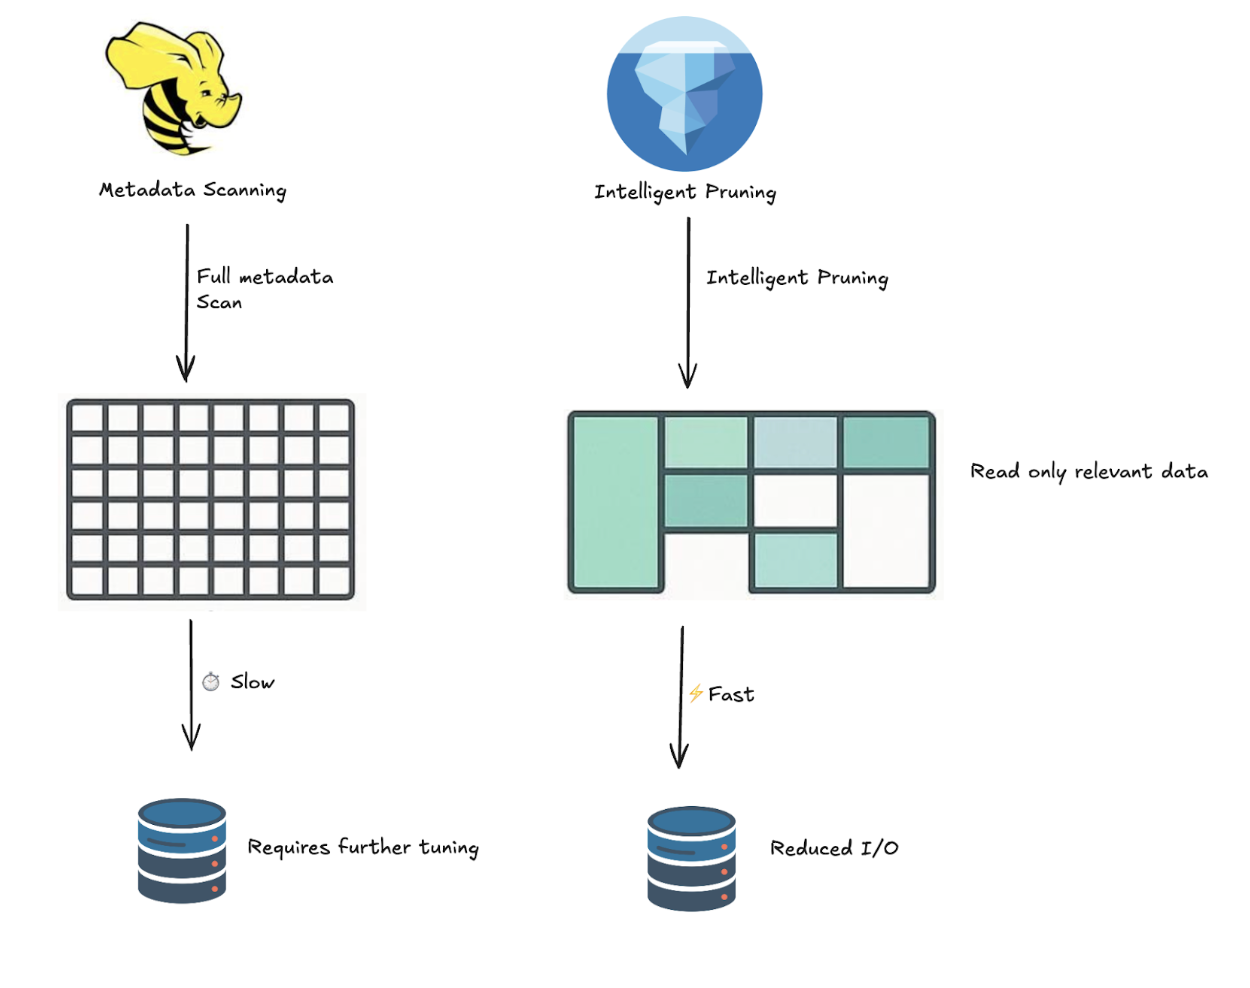 Metadata Scanning
Full metadata
Scan
⏱ Slow
Requires further tuning
Intelligent Pruning
Intelligent Pruning
Read only relevant data
⚡Fast
Reduced I/O